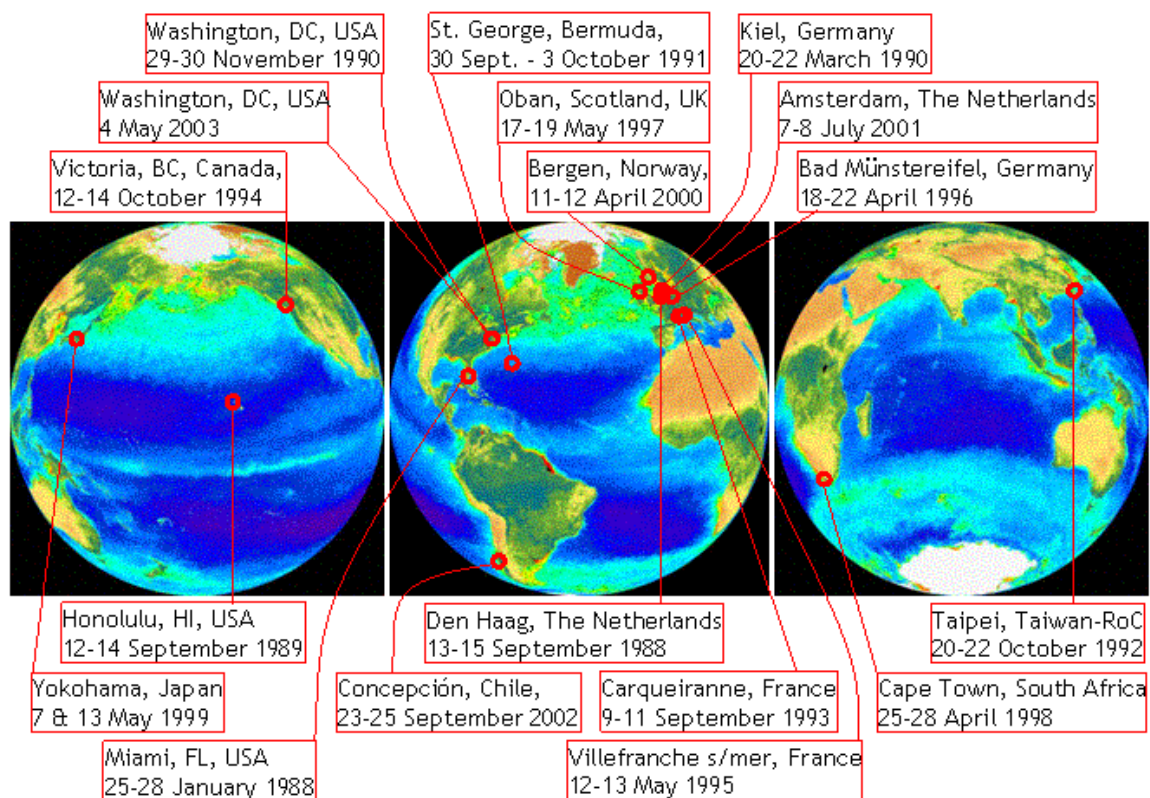 Washington, DC, USA
29-30 November 1990
St. George, Bermuda,
30 Sept. - 3 October 1991
Kiel, Germany
20-22 March 1990
Washington, DC, USA
4 May 2003
Oban, Scotland, UK
17-19 May 1997
Amsterdam, The Netherlands
7-8 July 2001
Victoria, BC, Canada,
12-14 October 1994
Bergen, Norway,
11-12 April 2000
Bad Münstereifel, Germany
18-22 April 1996
Honolulu, HI, USA
12-14 September 1989
Den Haag, The Netherlands
13-15 September 1988
Taipei, Taiwan-RoC
20-22 October 1992
Yokohama, Japan
7 & 13 May 1999
Concepción, Chile,
23-25 September 2002
Carqueiranne, France
9-11 September 1993
Cape Town, South Africa
25-28 April 1998
Miami, FL, USA
25-28 January 1988
Villefranche s/mer, France
12-13 May 1995